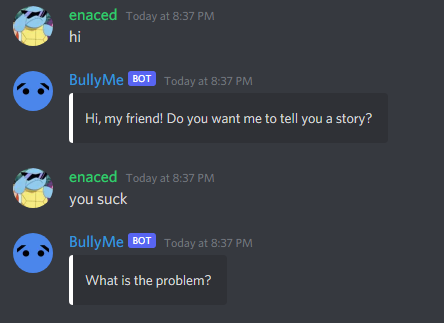 enaced Today at 8:37 PM
hi
BullyMe BOT Today at 8:37 PM
Hi, my friend! Do you want me to tell you a story?
enaced Today at 8:37 PM
you suck
BullyMe BOT Today at 8:37 PM
What is the problem?